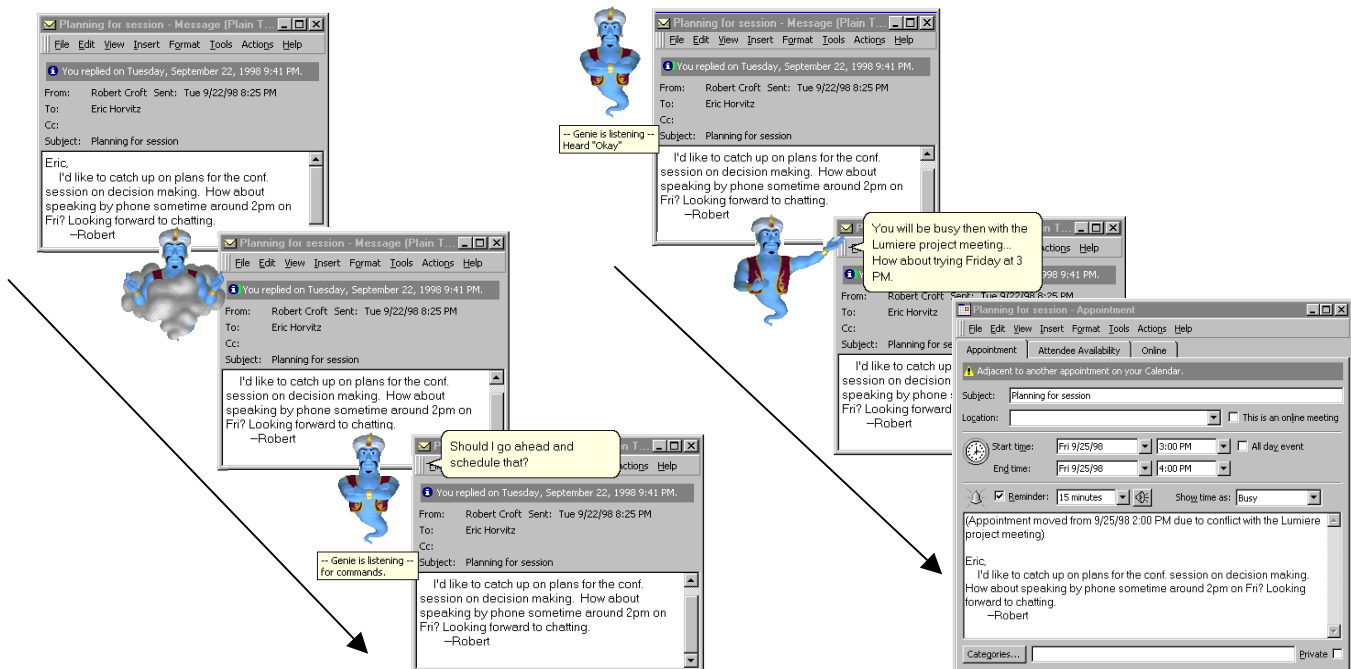 Planning for session - Message (Plain T...
File Edit View Insert Format Tools Actions Help
You replied on Tuesday, September 22, 1998 9:41 PM.
From: Robert Croft Sent: Tue 9/22/98 8:25 PM
To: Eric Horvitz
Cc:
Subject: Planning for session
Eric,
I'd like to catch up on plans for the conf.
session on decision making. How about
speaking by phone sometime around 2pm on
Fri? Looking forward to chatting.
–Robert
Planning for session - Message (Plain T...
File Edit View Insert Format Tools Actions Help
You replied on Tuesday, September 22, 1998 9:41 PM.
From: Robert Croft Sent: Tue 9/22/98 8:25 PM
To: Eric Horvitz
Cc:
Subject: Planning for session
I'd like to catch up on plans for the conf.
session on decision making. How about
speaking by phone sometime around 2pm on
Fri? Looking forward to chatting.
–Robert
Should I go ahead and
schedule that?
Actions Help
You replied on Tuesday, September 22, 1998 9:41 PM.
From: Robert Croft Sent: Tue 9/22/98 8:25 PM
To: Eric Horvitz
Cc:
Subject: Planning for session
-- Genie is listening --
for commands.
I'd like to catch up on plans for the conf.
session on decision making. How about
speaking by phone sometime around 2pm on
Fri? Looking forward to chatting.
–Robert
Planning for session - Message (Plain T...
File Edit View Insert Format Tools Actions Help
You replied on Tuesday, September 22, 1998 9:41 PM.
From: Robert Croft Sent: Tue 9/22/98 8:25 PM
To: Eric Horvitz
Cc:
Subject: Planning for session
-- Genie is listening --
Heard "Okay"
I'd like to catch up on plans for the conf.
session on decision making. How about
speaking by phone sometime around 2pm on
Fri? Looking forward to chatting.
–Robert
You will be busy then with the
Lumiere project meeting...
How about trying Friday at 3
PM.
Actions Help
From: Robert Croft Sent: Tue 9/22/98 8:25 PM
To: Eric Horvitz
Cc:
Subject: Planning for se
I'd like to catch up
session on decision
speaking by phone
Fri? Looking forward
–Robert
Planning for session - Appointment
File Edit View Insert Format Tools Actions Help
Appointment Attendee Availability Online
Adjacent to another appointment on your Calendar.
Subject: Planning for session
Location: This is an online meeting
Start time: Fri 9/25/98 3:00 PM All day event
End time: Fri 9/25/98 4:00 PM
Reminder: 15 minutes Show time as: Busy
(Appointment moved from 9/25/98 2:00 PM due to conflict with the Lumiere
project meeting)
Eric,
I'd like to catch up on plans for the conf. session on decision making.
How about speaking by phone sometime around 2pm on Fri? Looking
forward to chatting.
–Robert
Categories... Private